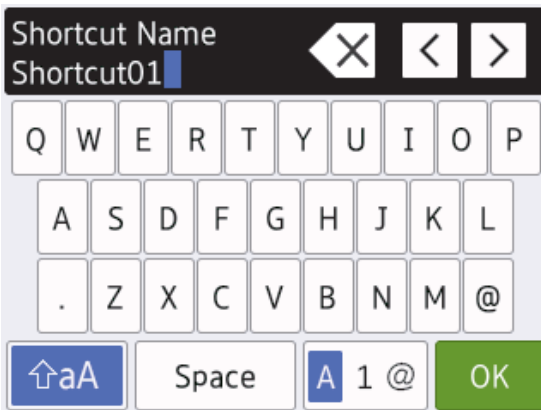 Shortcut Name
Shortcut01
Q W E R T Y U I O P
A S D F G H J K L
. Z X C V B N M @
aA Space A 1 @ OK